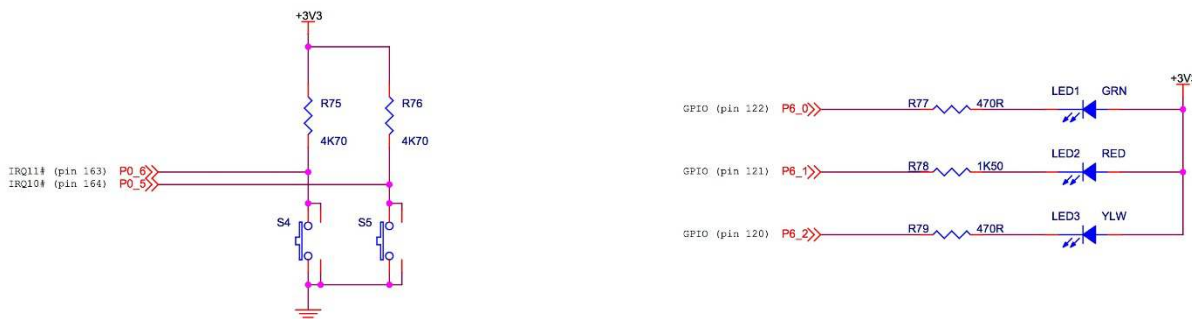 +3V3
R75
4K70
R76
4K70
IRQ11# (pin 163) P0_6
IRQ10# (pin 164) P0_5
S4
S5
+3V3
GPIO (pin 122) P6_0 R77 470R LED1 GRN
GPIO (pin 121) P6_1 R78 1K50 LED2 RED
GPIO (pin 120) P6_2 R79 470R LED3 YLW